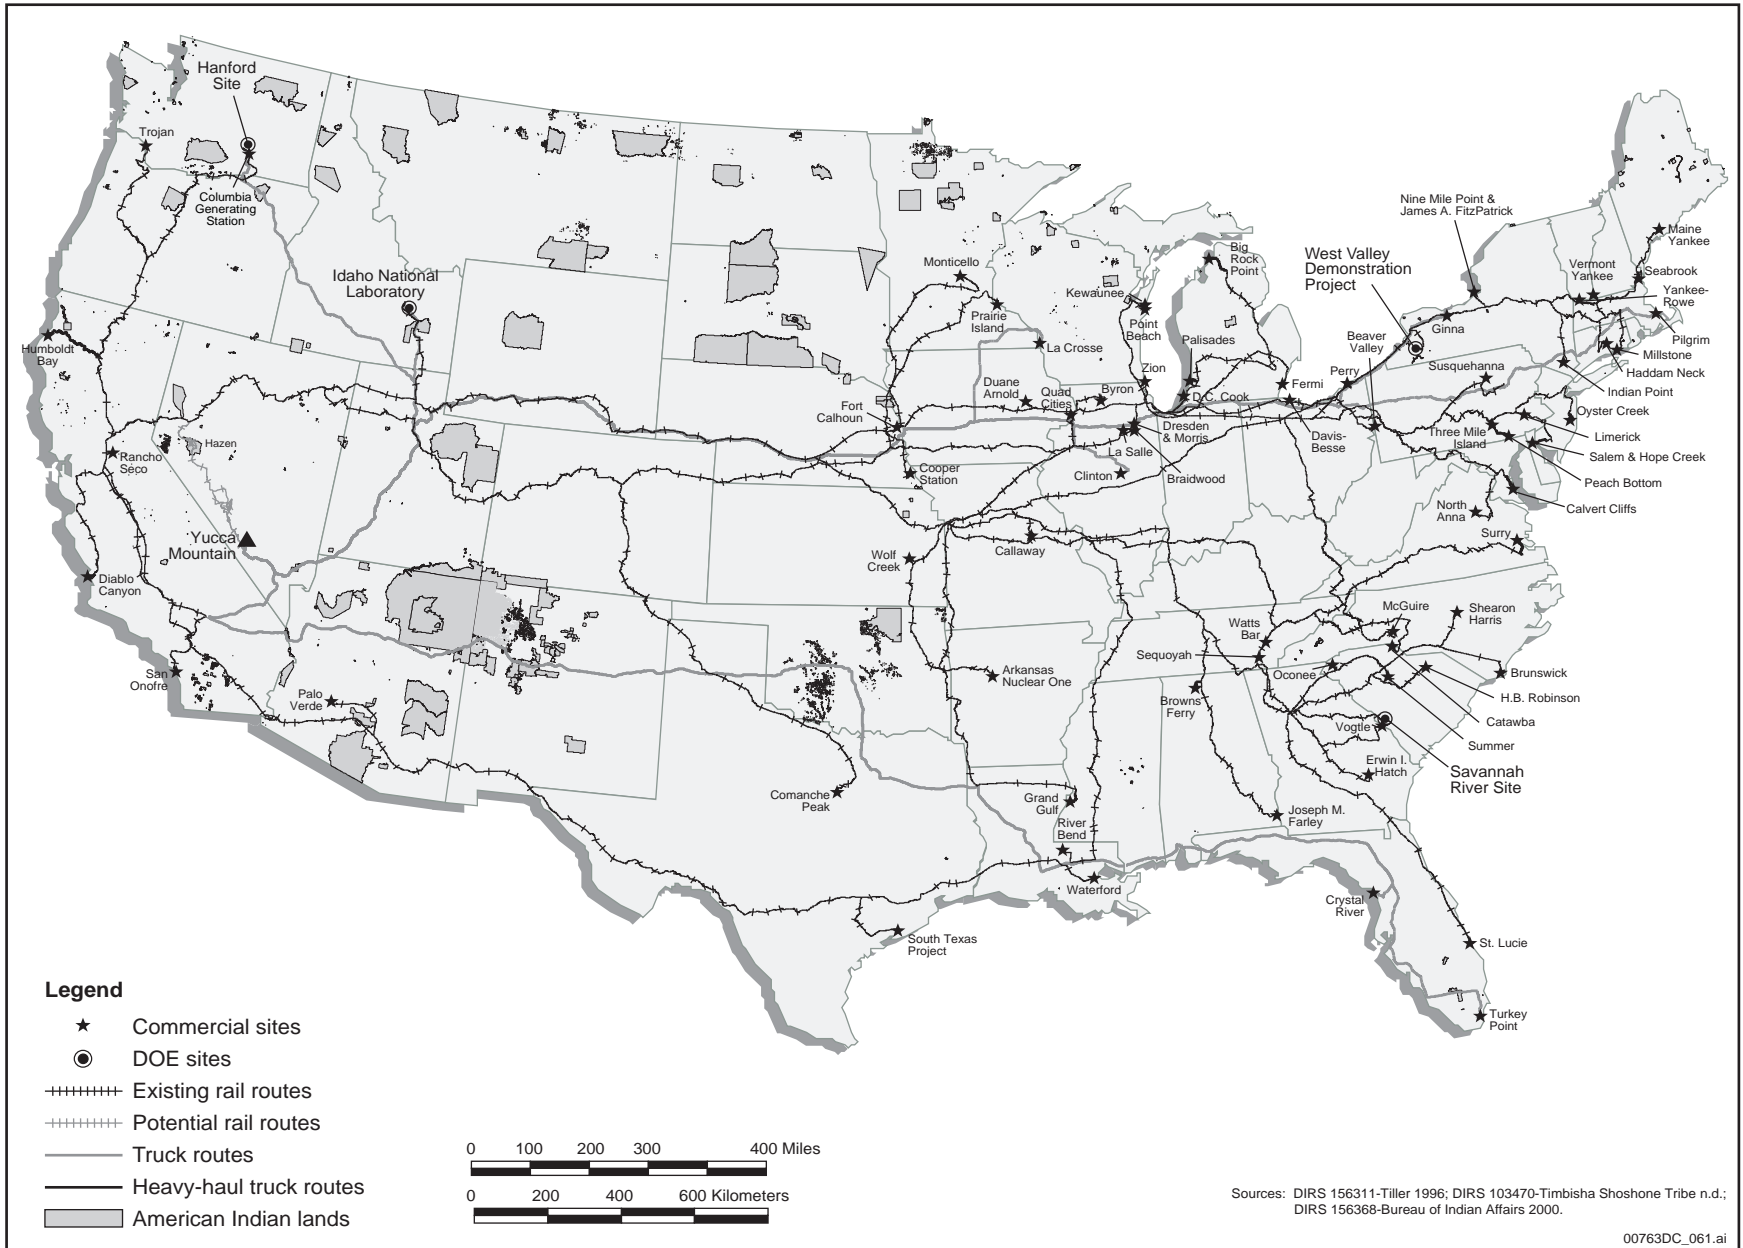 Hanford
Site
Trojan
Columbia
Generating
Station
Idaho National
Laboratory
Humboldt
Bay
Rancho
Seco
Hazen
Yucca
Mountain
Diablo
Canyon
San
Onofre
Palo
Verde
Monticello
Prairie
Island
La Crosse
Kewaunee
Point
Beach
Big
Rock
Point
Palisades
Zion
Duane
Arnold
Quad
Cities
Byron
Fort
Calhoun
D.C. Cook
Fermi
Perry
Dresden
& Morris
La Salle
Clinton
Braidwood
Davis-
Besse
Cooper
Station
Wolf
Creek
Callaway
Arkansas
Nuclear One
Comanche
Peak
South Texas
Project
Grand
Gulf
River
Bend
Waterford
Browns
Ferry
Sequoyah
Watts
Bar
Oconee
McGuire
Shearon
Harris
Brunswick
H.B. Robinson
Catawba
Summer
Vogtle
Savannah
River Site
Erwin I.
Hatch
Joseph M.
Farley
Crystal
River
St. Lucie
Turkey
Point
Nine Mile Point &
James A. FitzPatrick
West Valley
Demonstration
Project
Beaver
Valley
Ginna
Susquehanna
Vermont
Yankee
Maine
Yankee
Seabrook
Yankee-
Rowe
Pilgrim
Millstone
Haddam Neck
Indian Point
Oyster Creek
Limerick
Three Mile
Island
Salem & Hope Creek
Peach Bottom
Calvert Cliffs
North
Anna
Surry
Legend
Commercial sites
DOE sites
Existing rail routes
Potential rail routes
Truck routes
Heavy-haul truck routes
American Indian lands
0 100 200 300 400 Miles
0 200 400 600 Kilometers
Sources: DIRS 156311-Tiller 1996; DIRS 103470-Timbisha Shoshone Tribe n.d.;
DIRS 156368-Bureau of Indian Affairs 2000.
00763DC_061.ai